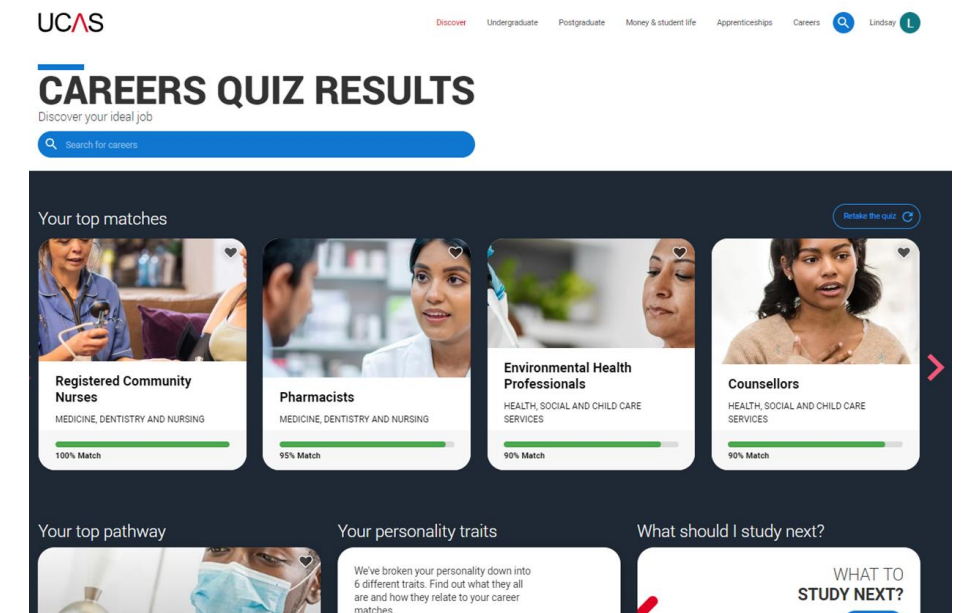 UCAS
Discover Undergraduate Postgraduate Money & student life Apprenticeships Careers Lindsay L
CAREERS QUIZ RESULTS
Discover your ideal job
Search for careers
Your top matches
Retake the quiz
Registered Community
Nurses
MEDICINE, DENTISTRY AND NURSING
100% Match
Pharmacists
MEDICINE, DENTISTRY AND NURSING
95% Match
Environmental Health
Professionals
HEALTH, SOCIAL AND CHILD CARE
SERVICES
90% Match
Counsellors
HEALTH, SOCIAL AND CHILD CARE
SERVICES
90% Match
Your top pathway
Your personality traits
We've broken your personality down into
6 different traits. Find out what they all
are and how they relate to your career
matches.
What should I study next?
WHAT TO
STUDY NEXT?